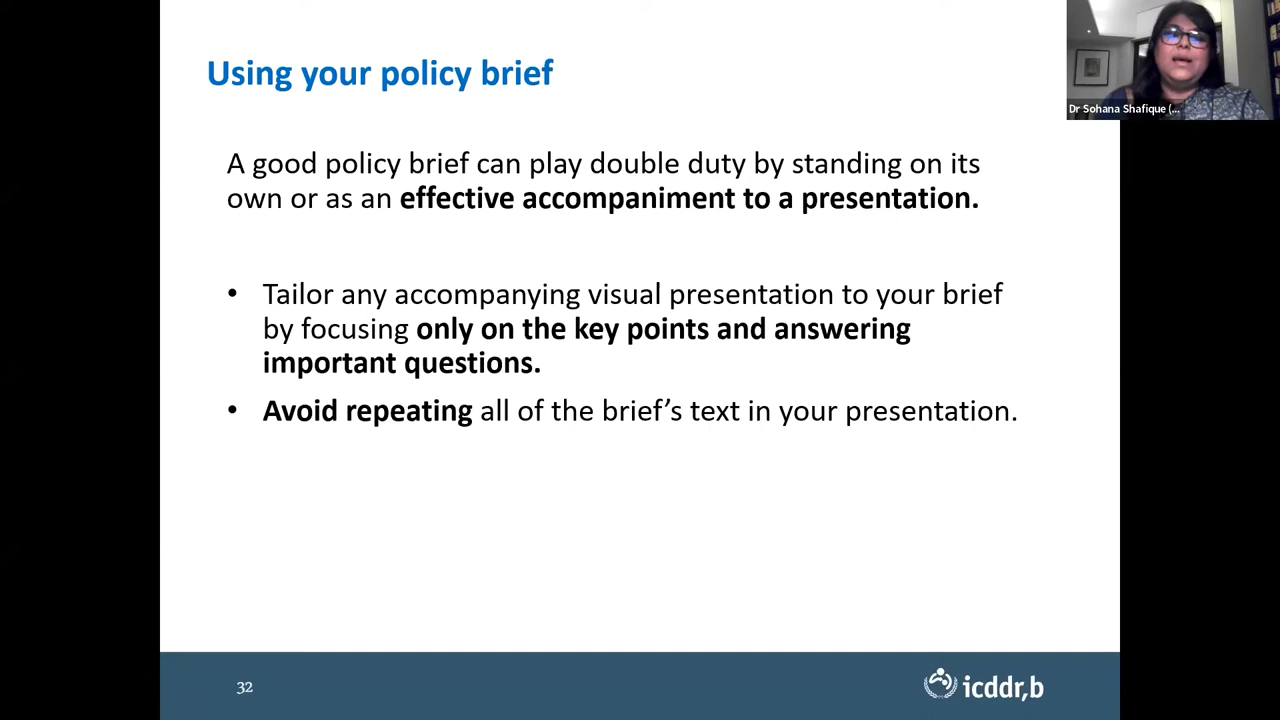 Using your policy brief
Dr Sohana Shafique (...
A good policy brief can play double duty by standing on its
own or as an effective accompaniment to a presentation.
• Tailor any accompanying visual presentation to your brief
by focusing only on the key points and answering
important questions.
• Avoid repeating all of the brief’s text in your presentation.
32
icddr,b